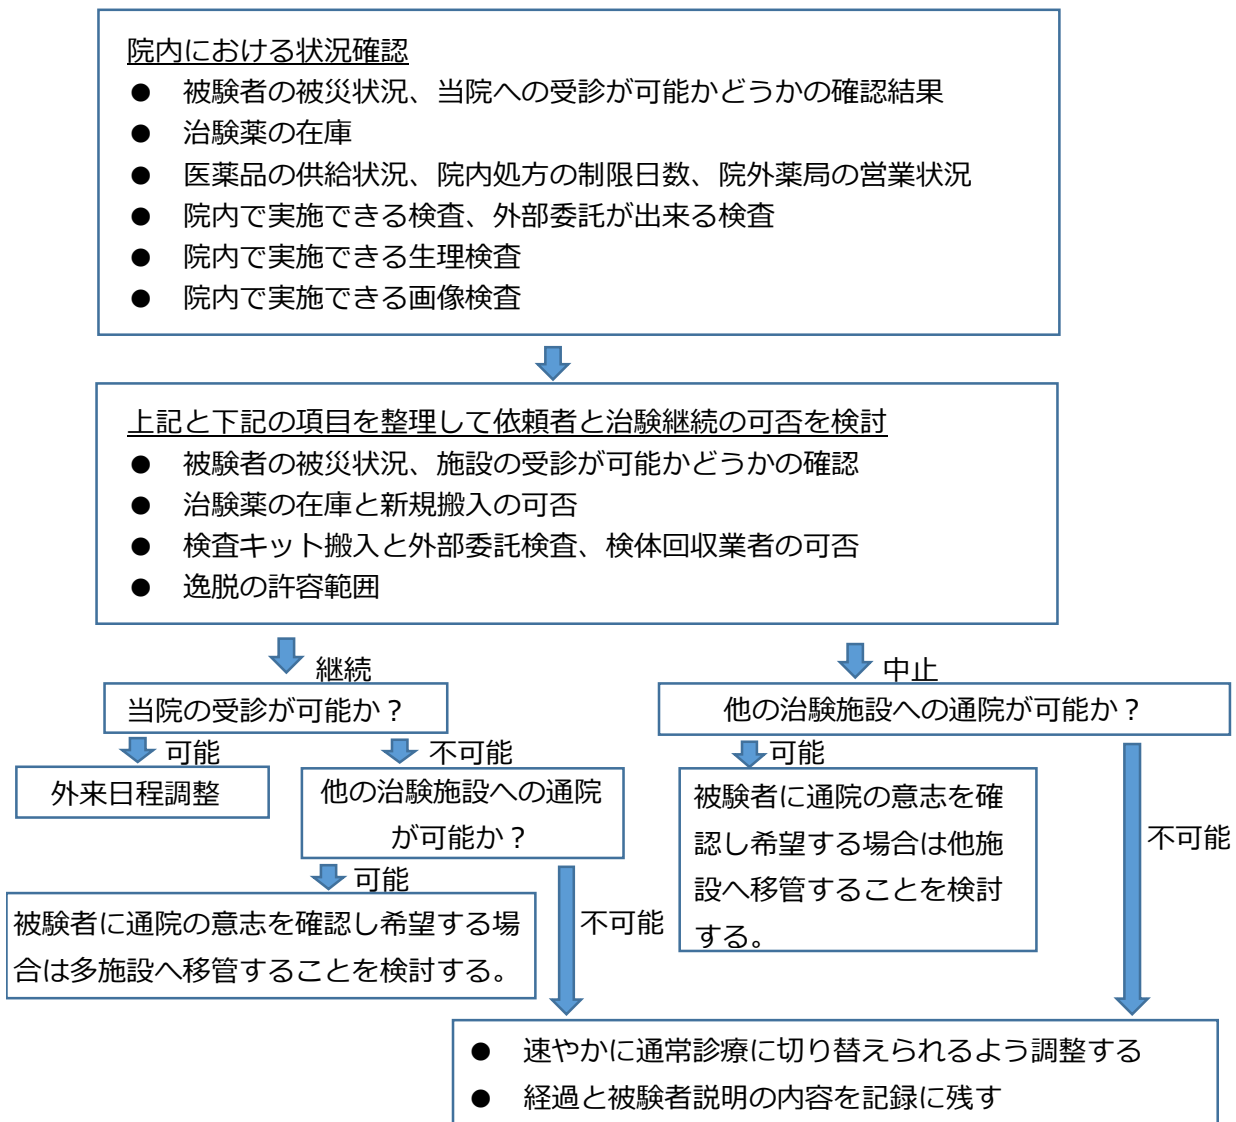 院内における状況確認
● 被験者の被災状況、当院への受診が可能かどうかの確認結果
● 治験薬の在庫
● 医薬品の供給状況、院内処方の制限日数、院外薬局の営業状況
● 院内で実施できる検査、外部委託が出来る検査
● 院内で実施できる生理検査
● 院内で実施できる画像検査
上記と下記の項目を整理して依頼者と治験継続の可否を検討
● 被験者の被災状況、施設の受診が可能かどうかの確認
● 治験薬の在庫と新規搬入の可否
● 検査キット搬入と外部委託検査、検体回収業者の可否
● 逸脱の許容範囲
継続
中止
当院の受診が可能か？
他の治験施設への通院が可能か？
可能
不可能
可能
外来日程調整
他の治験施設への通院
が可能か？
被験者に通院の意志を確
認し希望する場合は他施
設へ移管することを検討
する。
不可能
可能
不可能
被験者に通院の意志を確認し希望する場
合は多施設へ移管することを検討する。
● 速やかに通常診療に切り替えられるよう調整する
● 経過と被験者説明の内容を記録に残す